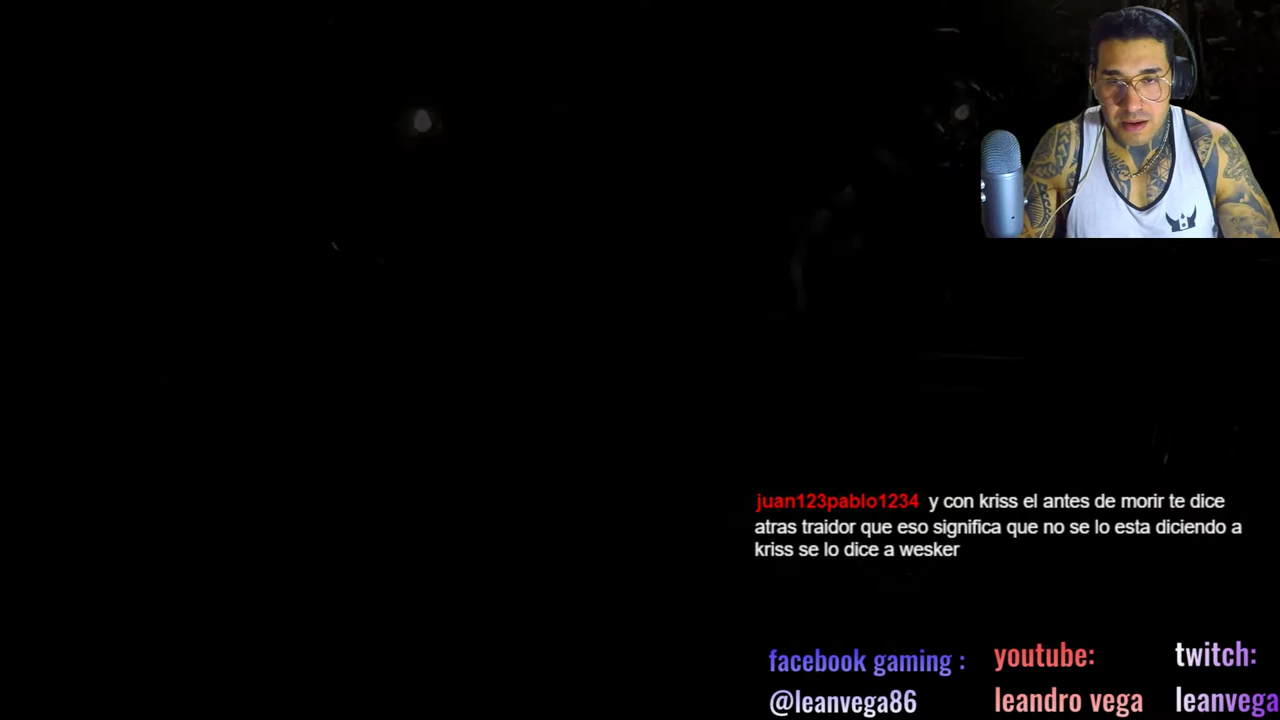 juan123pablo1234 y con kriss el antes de morir te dice
atras traidor que eso significa que no se lo esta diciendo a
kriss se lo dice a wesker
facebook gaming :
@leanvega86
youtube:
leandro vega
twitch:
leanvega